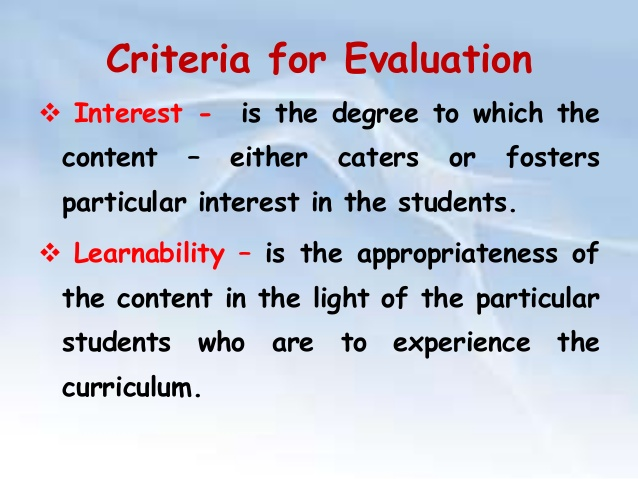 Criteria for Evaluation
❖ Interest - is the degree to which the
content – either caters or fosters
particular interest in the students.
❖ Learnability – is the appropriateness of
the content in the light of the particular
students who are to experience the
curriculum.